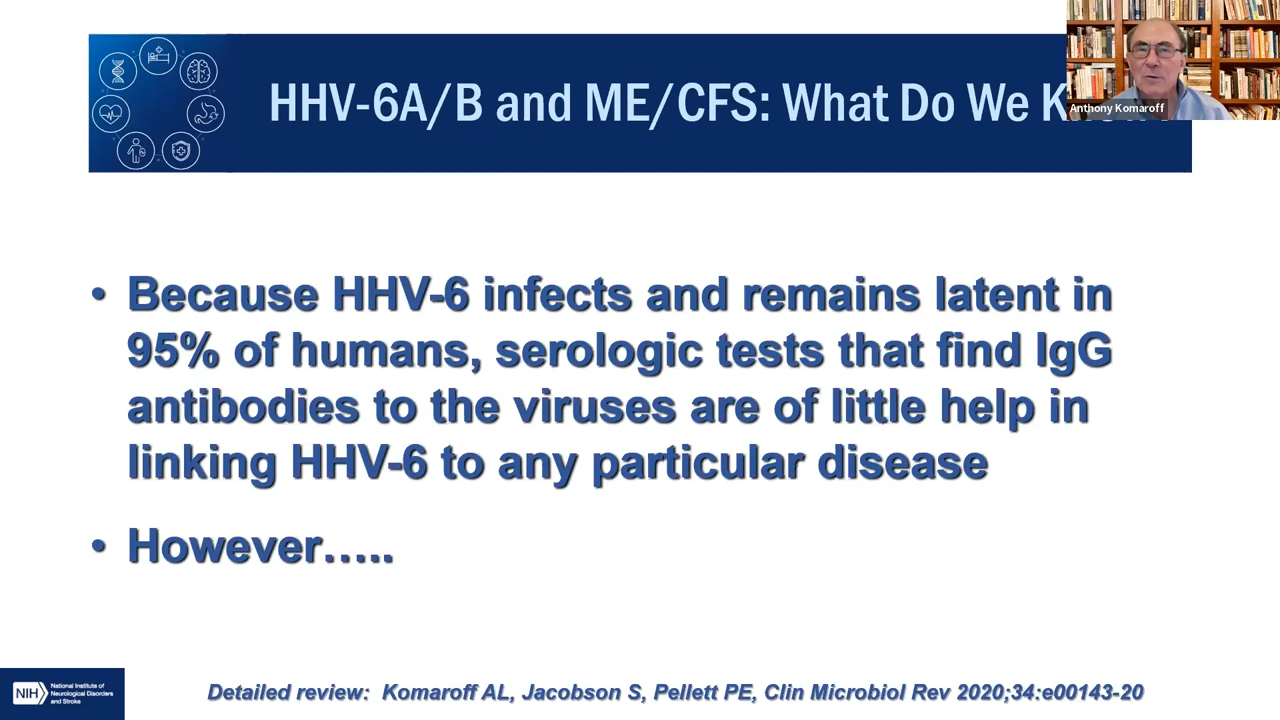 HHV-6A/B and ME/CFS: What Do We
Anthony Komaroff
• Because HHV-6 infects and remains latent in
95% of humans, serologic tests that find IgG
antibodies to the viruses are of little help in
linking HHV-6 to any particular disease
• However.....
NIH
National Institute of
Neurological Disorders
and Stroke
Detailed review: Komaroff AL, Jacobson S, Pellett PE, Clin Microbiol Rev 2020;34:e00143-20